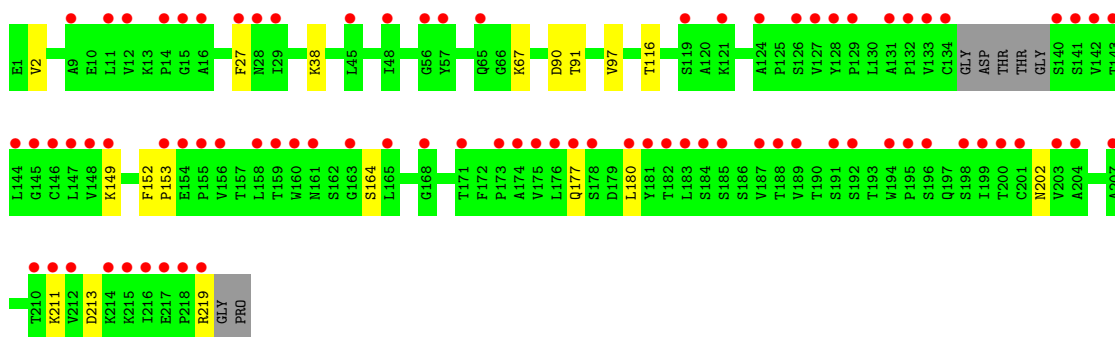 E1 V2 A9 E10 L11 V12 K13 P14 G15 A16 F27 N28 I29 K38 L45 I48 G56 Y57 Q65 G66 K67 D90 T91 V97 T116 S119 A120 K121 A124 P125 S126 V127 Y128 P129 L130 A131 P132 V133 C134 GLY ASP THR THR GLY S140 S141 V142 T143
L144 G145 C146 L147 V148 K149 F152 P153 E154 P155 V156 T157 L158 T159 W160 N161 S162 G163 S164 L165 G168 T171 F172 P173 A174 V175 L176 Q177 S178 D179 L180 Y181 T182 L183 S184 S185 S186 V187 T188 V189 T190 S191 S192 T193 W194 P195 S196 Q197 S198 I199 T200 C201 N202 V203 A204 A207
T210 K211 V212 D213 K214 K215 I216 E217 P218 R219 GLY PRO